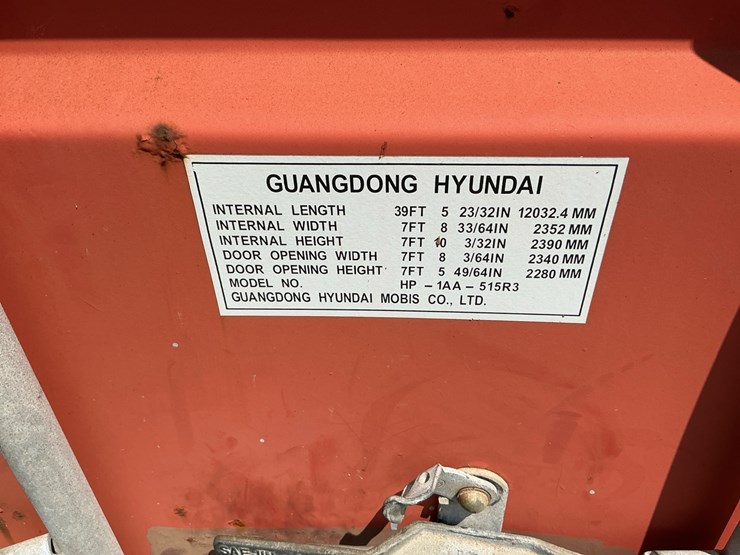 GUANGDONG HYUNDAI
INTERNAL LENGTH 39FT 5 23/32IN 12032.4 MM
INTERNAL WIDTH 7FT 8 33/64IN 2352 MM
INTERNAL HEIGHT 7FT 10 3/32IN 2390 MM
DOOR OPENING WIDTH 7FT 8 3/64IN 2340 MM
DOOR OPENING HEIGHT 7FT 5 49/64IN 2280 MM
MODEL NO. HP - 1AA - 515R3
GUANGDONG HYUNDAI MOBIS CO., LTD.